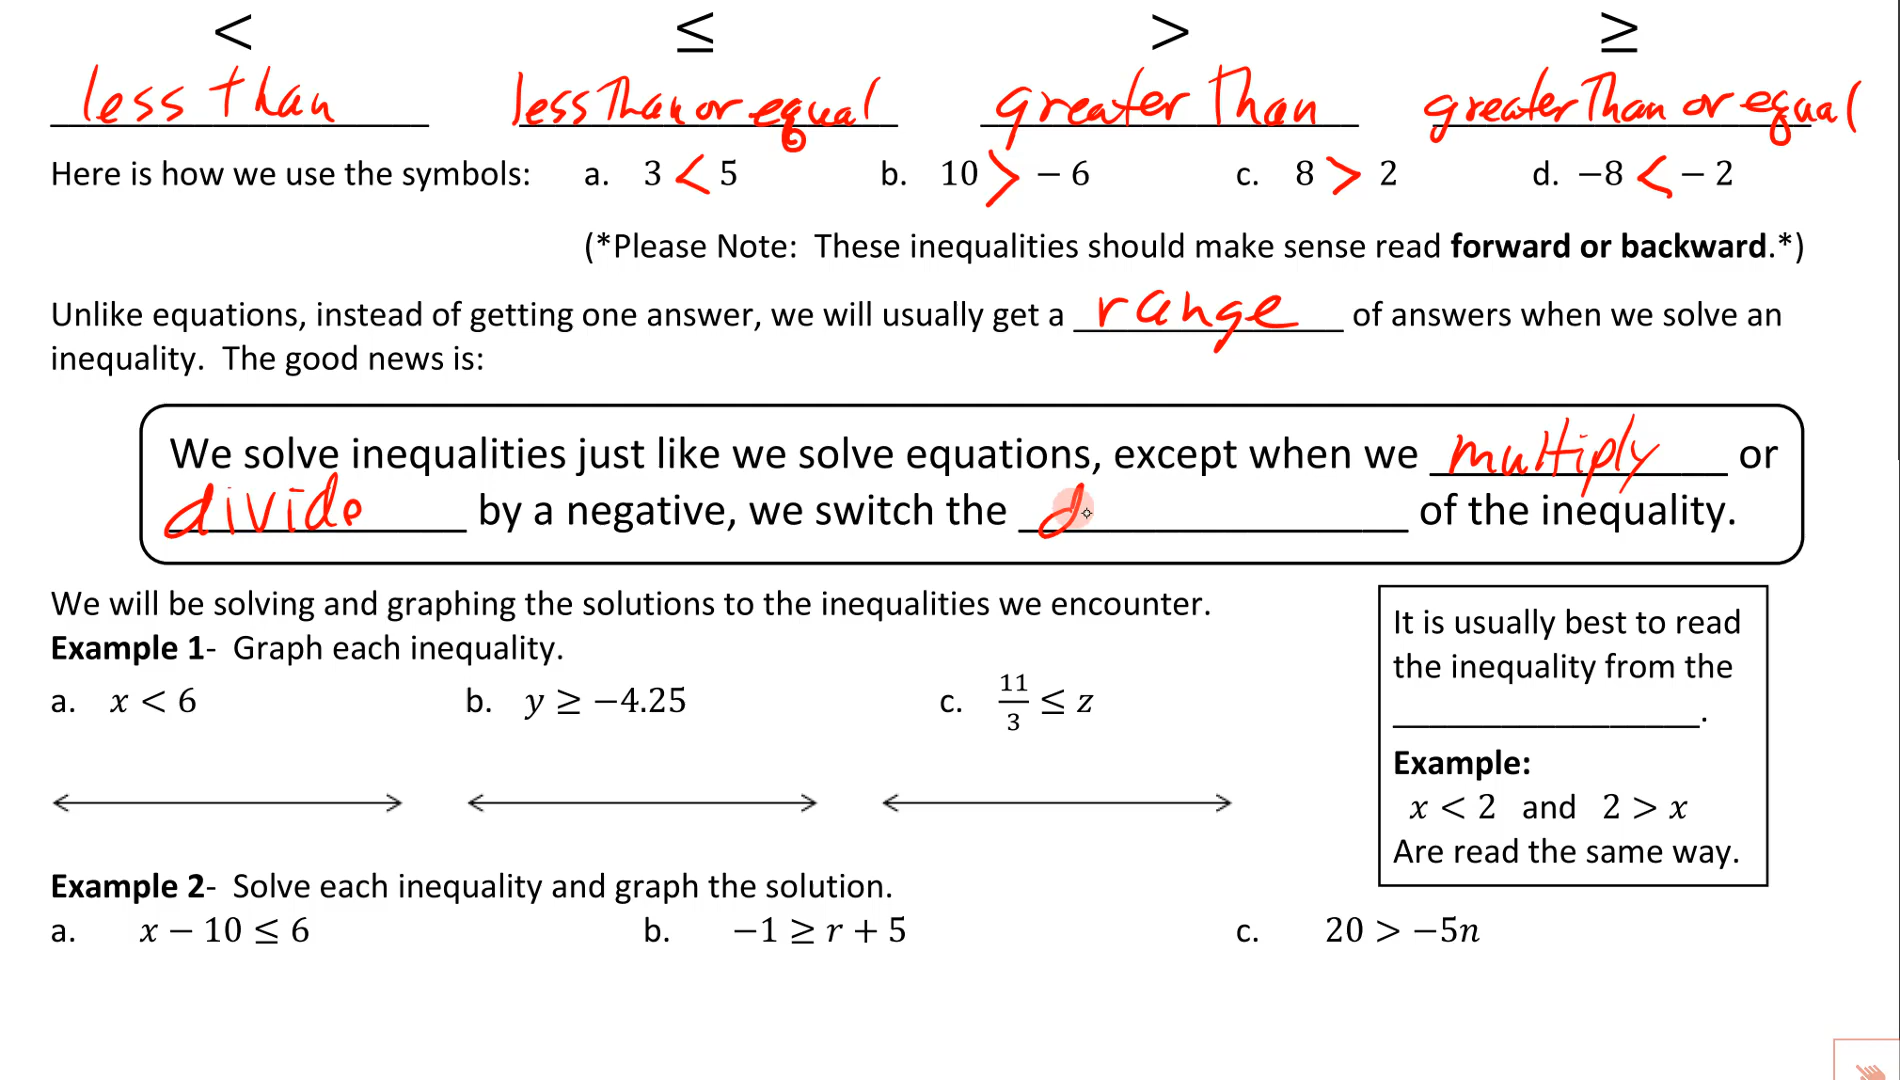 < ≤ > ≥
less than less than or equal greater than greater than or equal
Here is how we use the symbols: a. 3 < 5 b. 10 > − 6 c. 8 > 2 d. −8 < − 2
(*Please Note: These inequalities should make sense read forward or backward.*)
Unlike equations, instead of getting one answer, we will usually get a range of answers when we solve an
inequality. The good news is:
We solve inequalities just like we solve equations, except when we multiply or
divide by a negative, we switch the d of the inequality.
We will be solving and graphing the solutions to the inequalities we encounter.
Example 1- Graph each inequality.
a. x < 6 b. y ≥ −4.25 c. 11/3 ≤ z
It is usually best to read
the inequality from the
_________________.
Example:
x < 2 and 2 > x
Are read the same way.
Example 2- Solve each inequality and graph the solution.
a. x − 10 ≤ 6 b. −1 ≥ r + 5 c. 20 > −5n